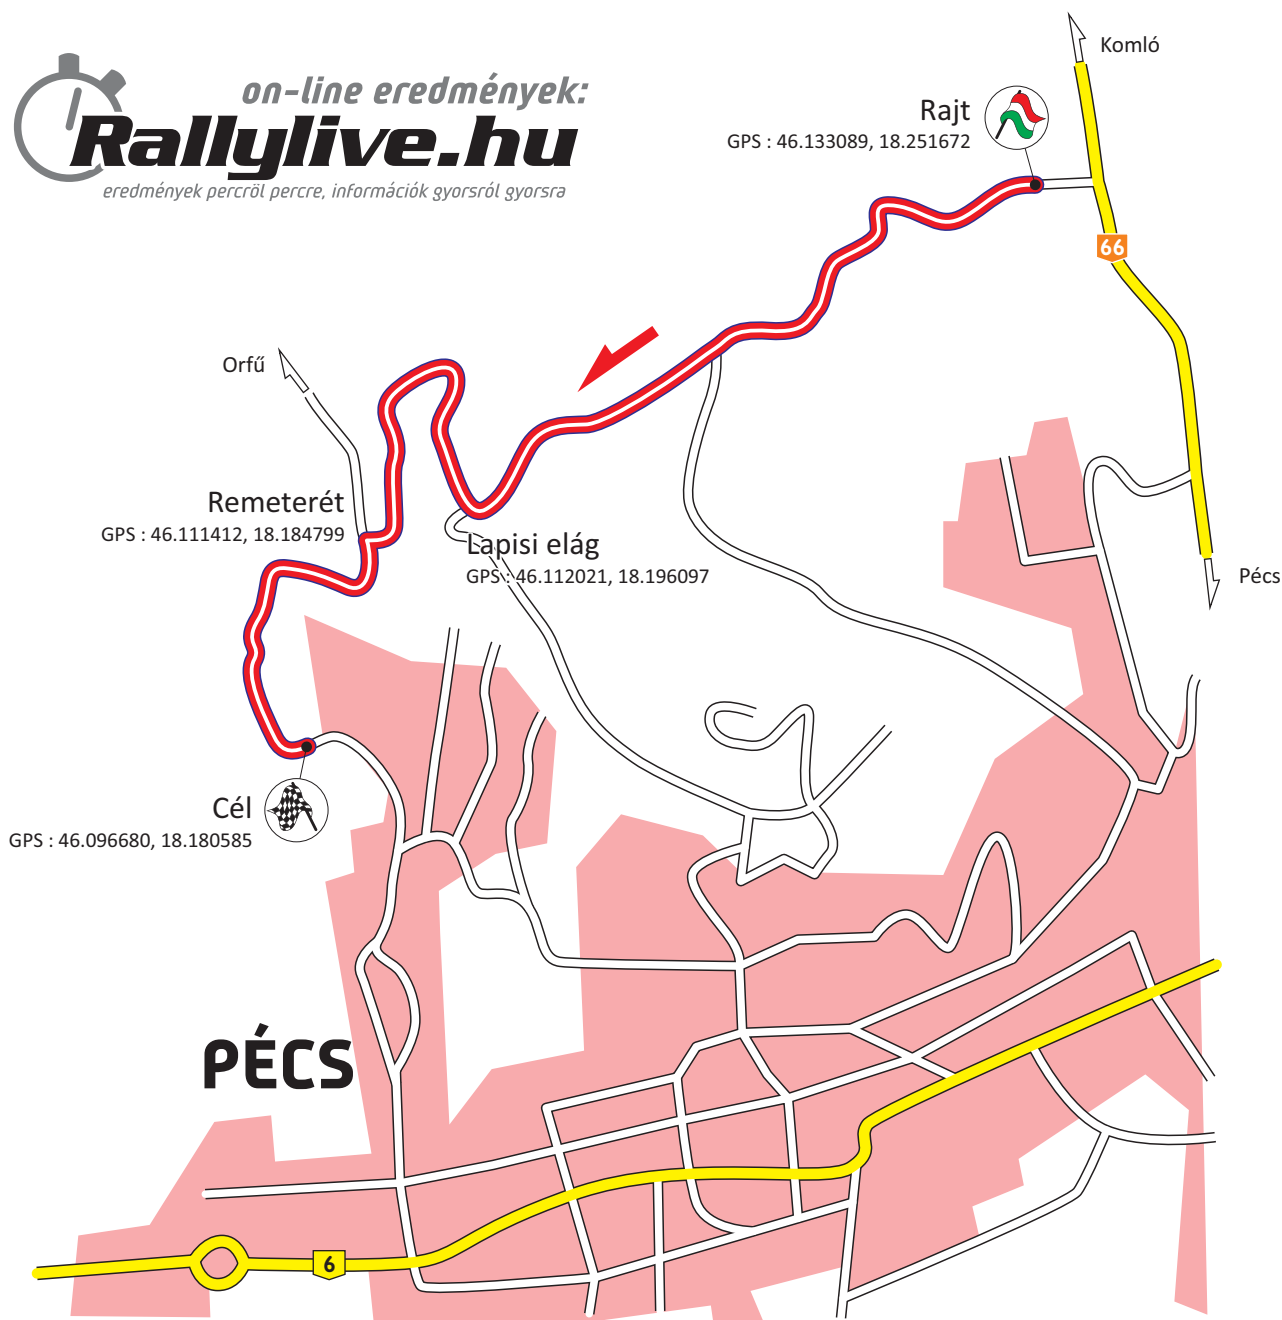 Komló
on-line eredmények:
Rallylive.hu
eredmények percröl percre, információk gyorsról gyorsra
Rajt
GPS : 46.133089, 18.251672
66
Orfű
Remeterét
GPS : 46.111412, 18.184799
Lapisi elág
GPS : 46.112021, 18.196097
Pécs
Cél
GPS : 46.096680, 18.180585
PÉCS
6